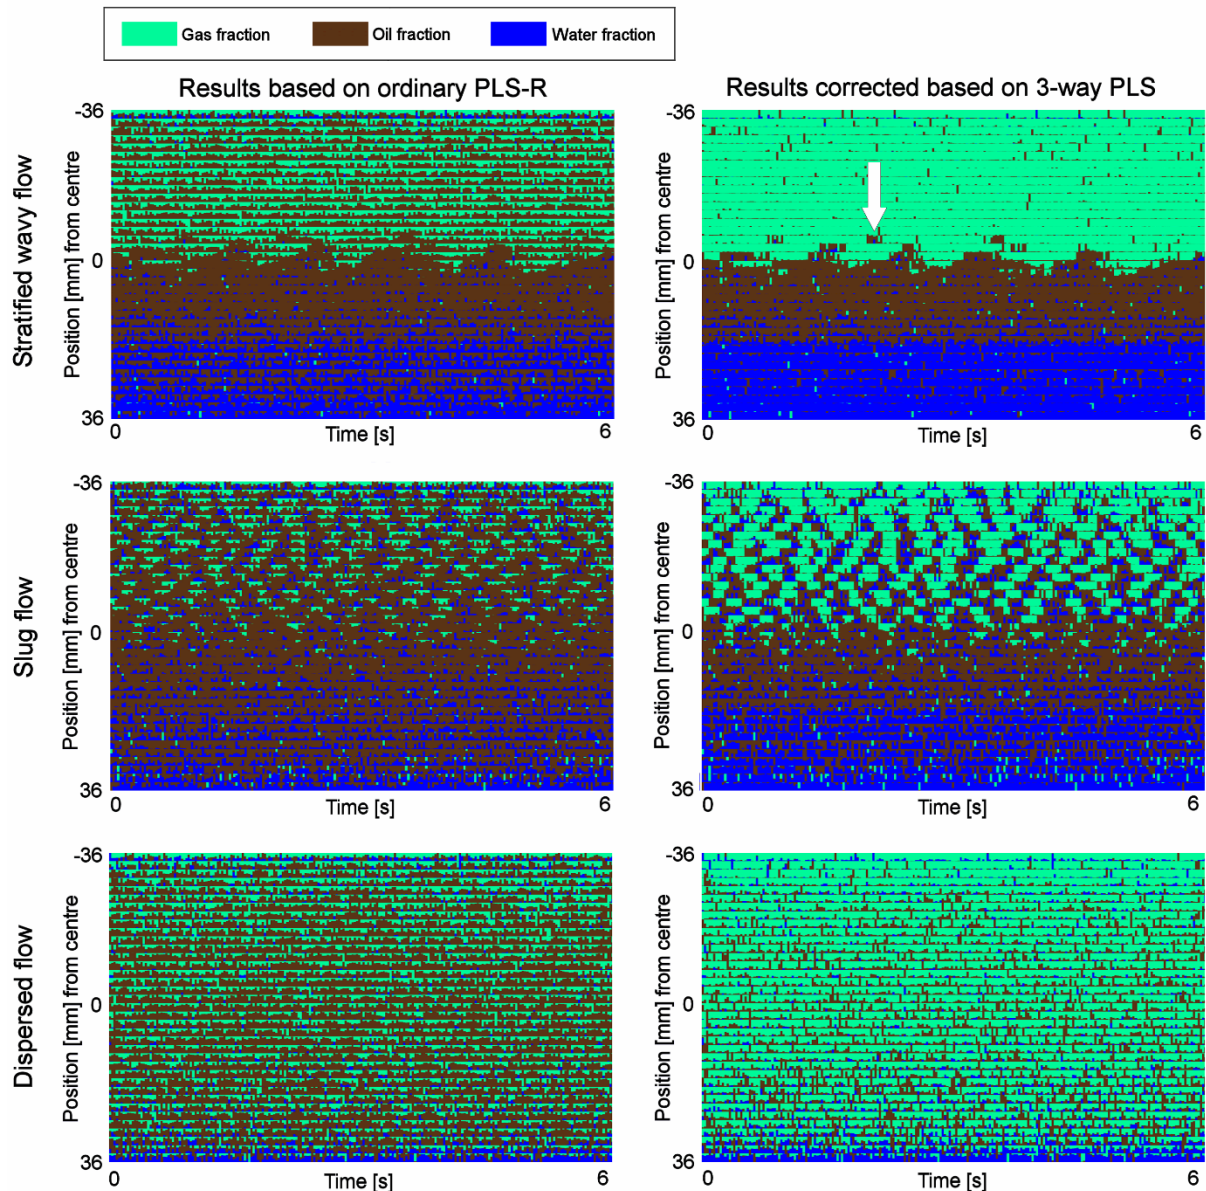 Gas fraction Oil fraction Water fraction
Results based on ordinary PLS-R
Results corrected based on 3-way PLS
Stratified wavy flow
Position [mm] from centre
-36
0
36
0
Time [s]
6
Position [mm] from centre
-36
0
36
0
Time [s]
6
Slug flow
Position [mm] from centre
-36
0
36
0
Time [s]
6
Position [mm] from centre
-36
0
36
0
Time [s]
6
Dispersed flow
Position [mm] from centre
-36
0
36
0
Time [s]
6
Position [mm] from centre
-36
0
36
0
Time [s]
6